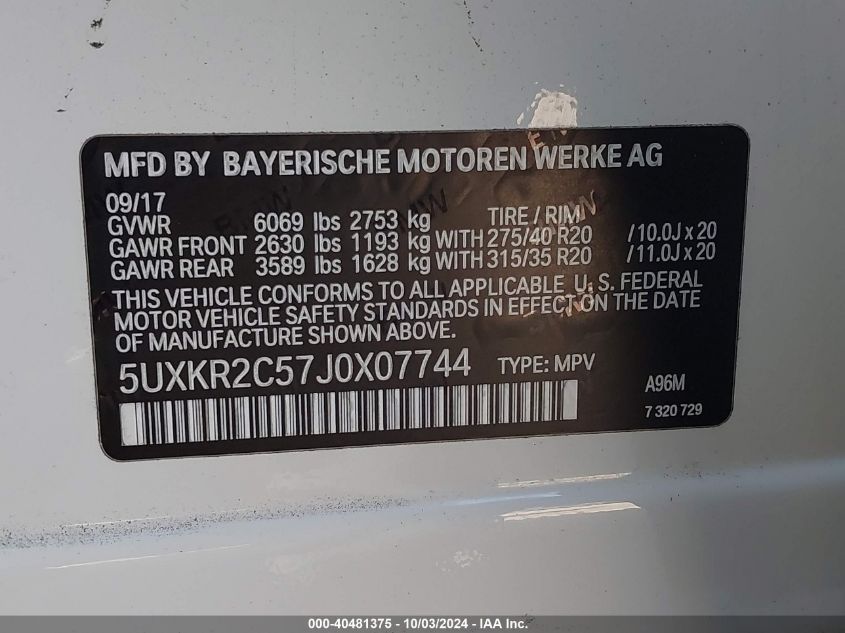 MFD BY BAYERISCHE MOTOREN WERKE AG
09/17 TIRE / RIM
GVWR 6069 lbs 2753 kg
GAWR FRONT 2630 lbs 1193 kg WITH 275/40 R20 /10.0J x 20
GAWR REAR 3589 lbs 1628 kg WITH 315/35 R20 /11.0J x 20
THIS VEHICLE CONFORMS TO ALL APPLICABLE U. S. FEDERAL
MOTOR VEHICLE SAFETY STANDARDS IN EFFECT ON THE DATE
OF MANUFACTURE SHOWN ABOVE.
5UXKR2C57J0X07744 TYPE: MPV
A96M
7 320 729
000-40481375 - 10/03/2024 - IAA Inc.